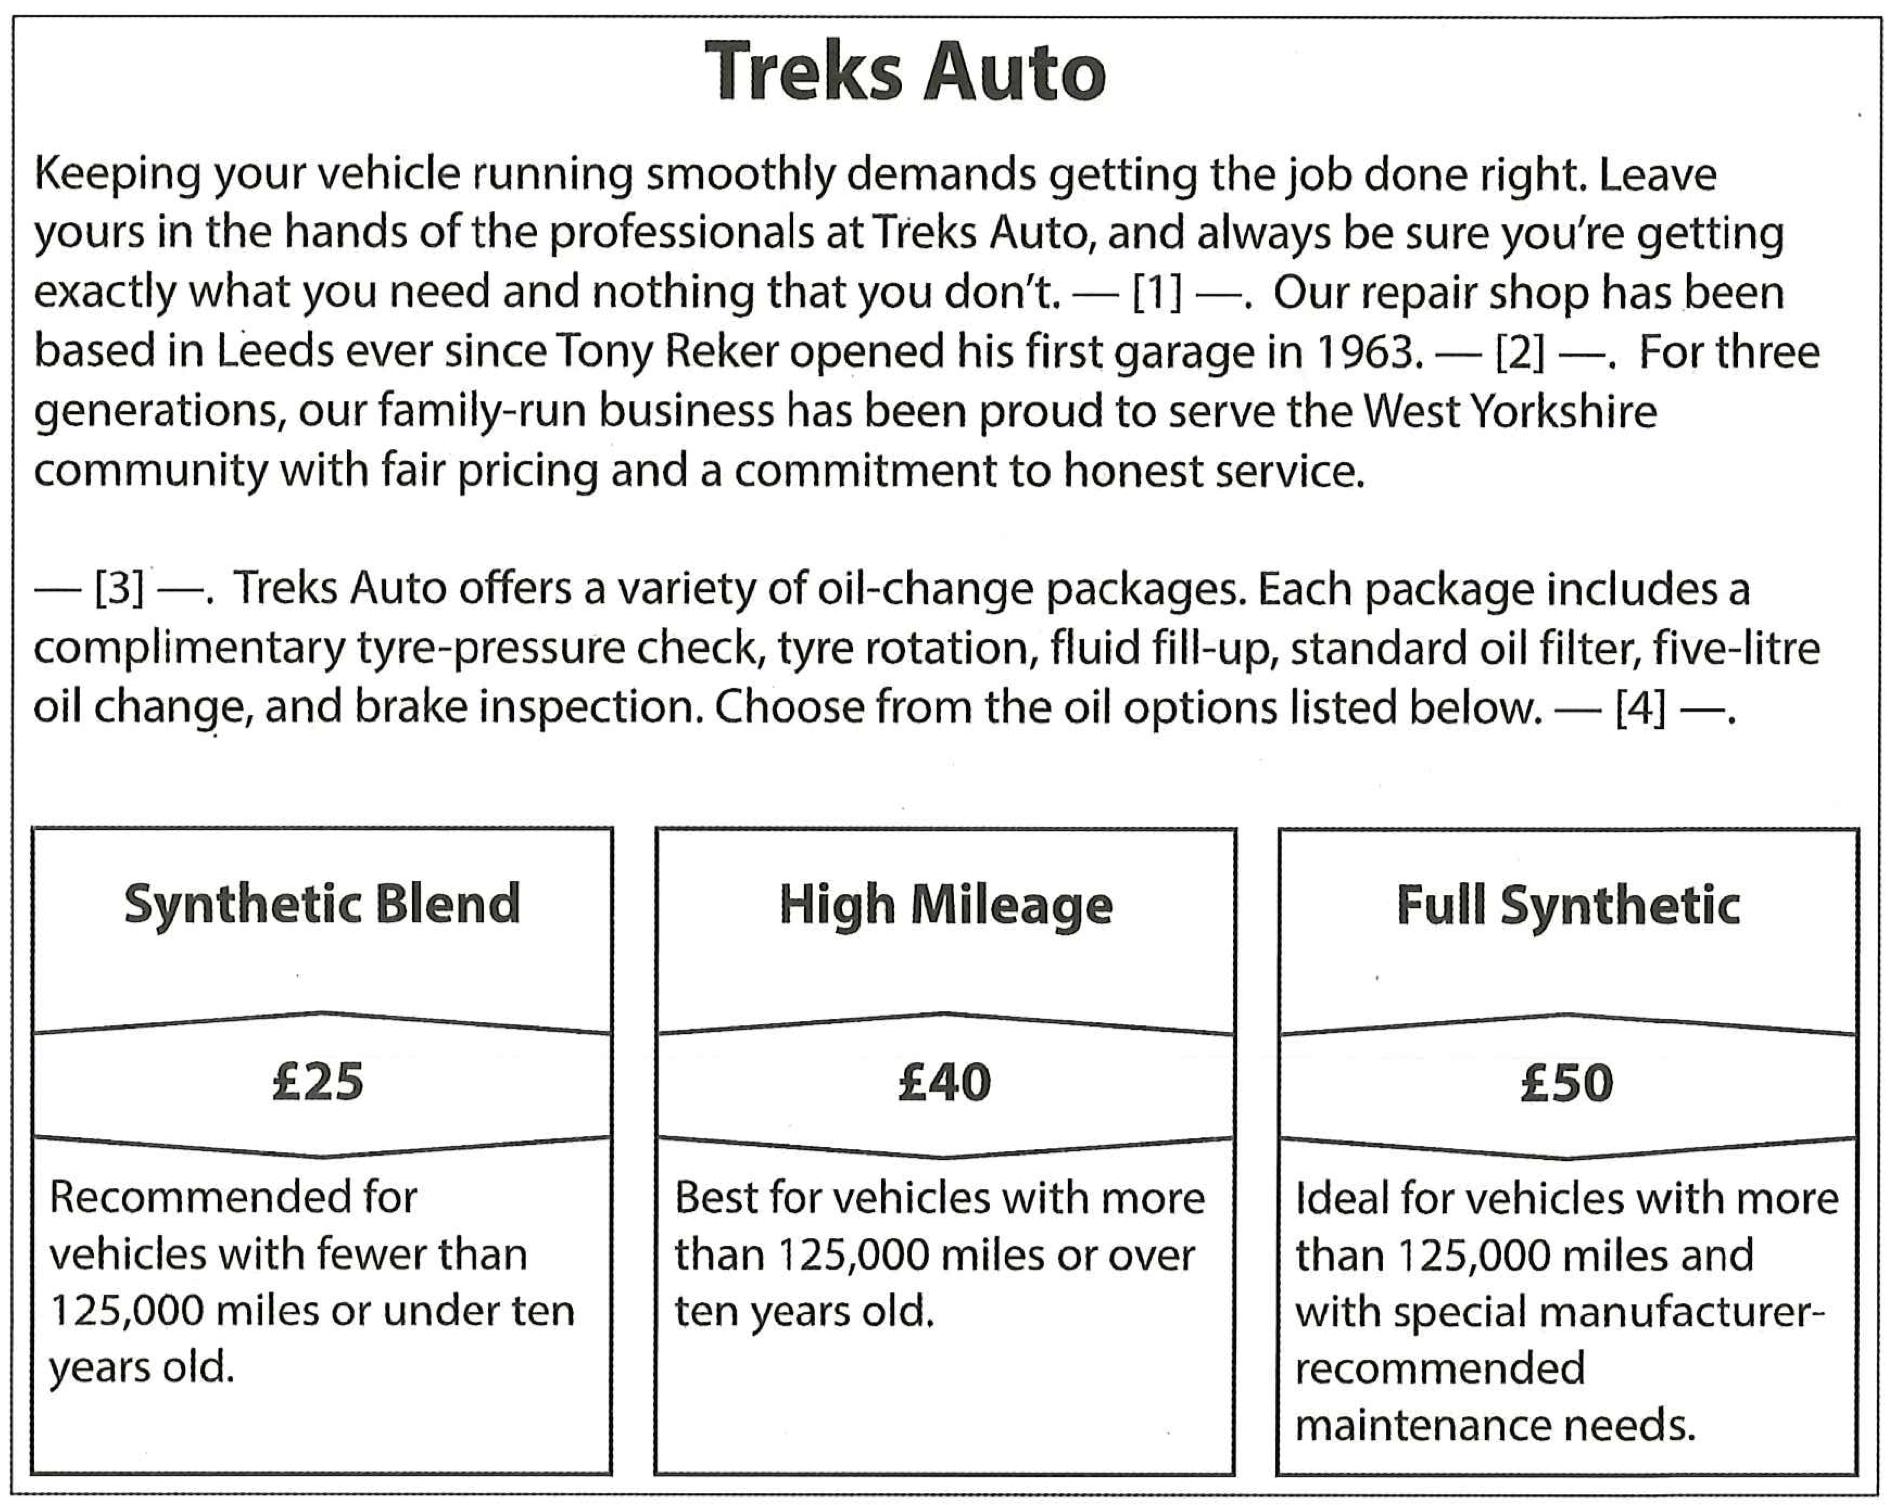 Treks Auto
Keeping your vehicle running smoothly demands getting the job done right. Leave
yours in the hands of the professionals at Treks Auto, and always be sure you're getting
exactly what you need and nothing that you don't. — [1] —. Our repair shop has been
based in Leeds ever since Tony Reker opened his first garage in 1963. — [2] —. For three
generations, our family-run business has been proud to serve the West Yorkshire
community with fair pricing and a commitment to honest service.
— [3] —. Treks Auto offers a variety of oil-change packages. Each package includes a
complimentary tyre-pressure check, tyre rotation, fluid fill-up, standard oil filter, five-litre
oil change, and brake inspection. Choose from the oil options listed below. — [4] —.
Synthetic Blend
£25
Recommended for
vehicles with fewer than
125,000 miles or under ten
years old.
High Mileage
£40
Best for vehicles with more
than 125,000 miles or over
ten years old.
Full Synthetic
£50
Ideal for vehicles with more
than 125,000 miles and
with special manufacturer-
recommended
maintenance needs.